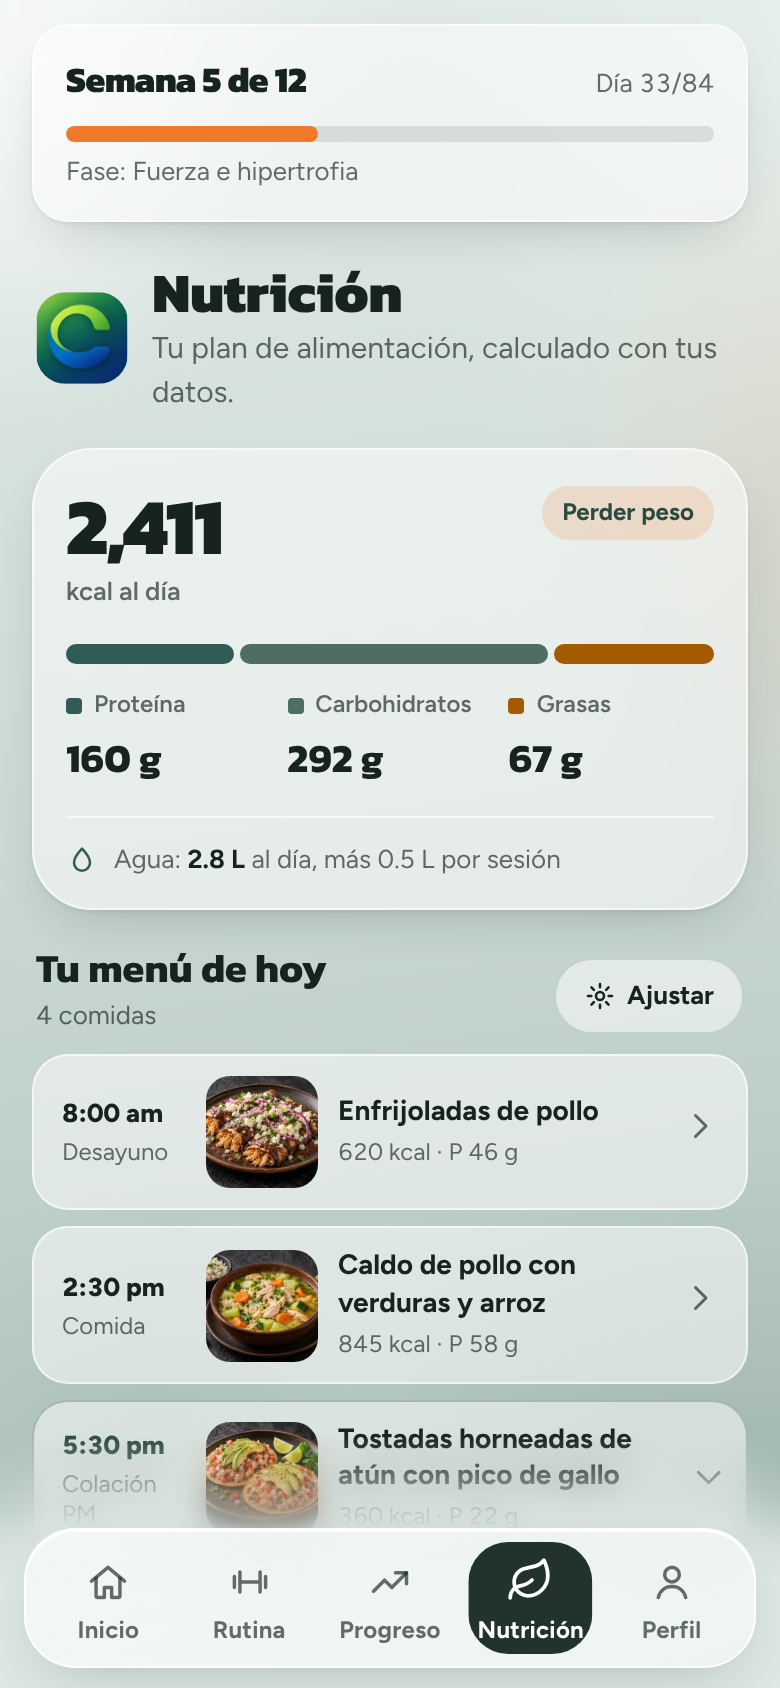 Semana 5 de 12
Día 33/84
Fase: Fuerza e hipertrofia
Nutrición
Tu plan de alimentación, calculado con tus
datos.
2,411
Perder peso
kcal al día
Proteína
Carbohidratos
Grasas
160 g
292 g
67 g
Agua: 2.8 L al día, más 0.5 L por sesión
Tu menú de hoy
4 comidas
Ajustar
8:00 am
Desayuno
Enfrijoladas de pollo
620 kcal · P 46 g
2:30 pm
Comida
Caldo de pollo con
verduras y arroz
845 kcal · P 58 g
5:30 pm
Colación
PM
Tostadas horneadas de
atún con pico de gallo
360 kcal · P 22 g
Inicio
Rutina
Progreso
Nutrición
Perfil